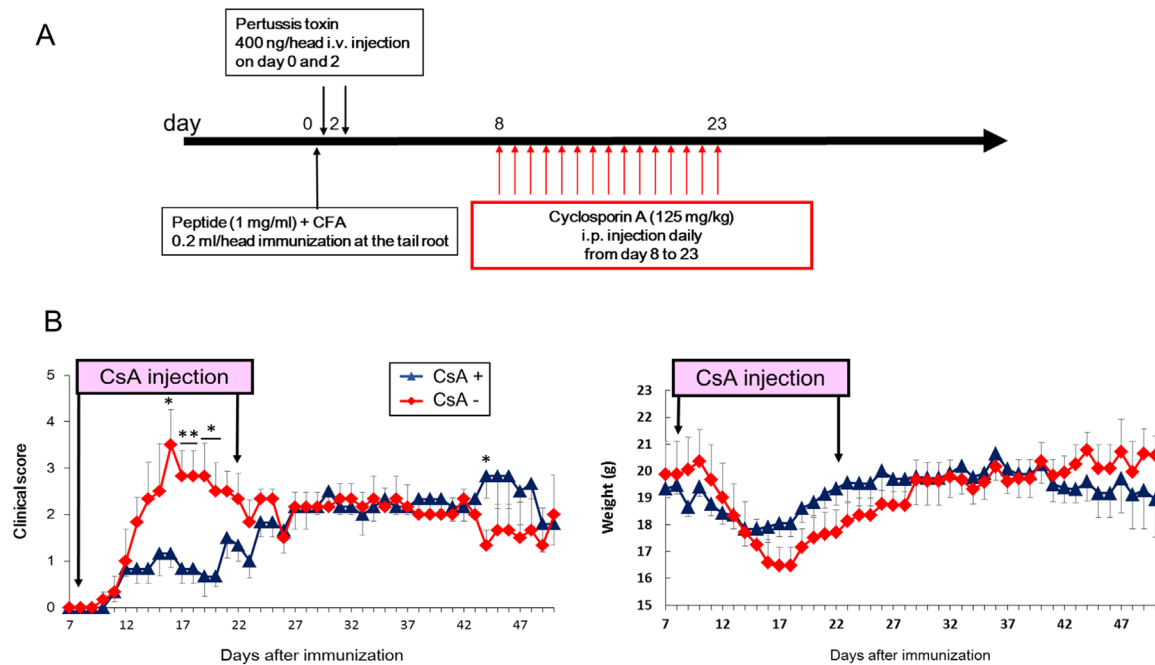 A
Pertussis toxin
400 ng/head i.v. injection
on day 0 and 2
day 0 2 8 23
Peptide (1 mg/ml) + CFA
0.2 ml/head immunization at the tail root
Cyclosporin A (125 mg/kg)
i.p. injection daily
from day 8 to 23
B
CsA injection
CsA +
CsA -
Clinical score
5
4
3
2
1
0
*
**
*
*
7 12 17 22 27 32 37 42 47
Days after immunization
CsA injection
Weight (g)
23
22
21
20
19
18
17
16
15
7 12 17 22 27 32 37 42 47
Days after immunization